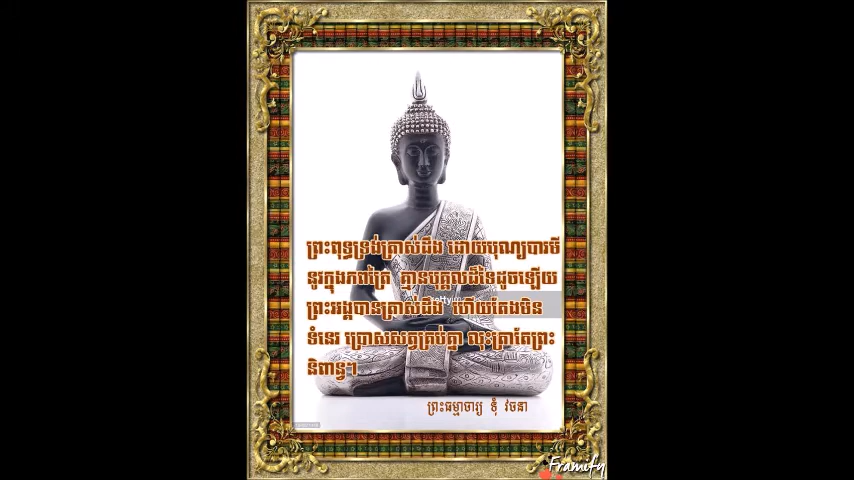 ព្រះពុទ្ធទ្រង់ត្រាស់ដឹង ដោយបុណ្យបារមី
នូវក្នុងភពត្រៃ គ្មានបុគ្គលដ៏ទៃដូចឡើយ
ព្រះអង្គបានត្រាស់ដឹង ហើយតែងមិន
ទំនេរ ប្រោសសត្វគ្រប់គ្នា លុះត្រាតែព្រះ
និពាន្ធៗ
ព្រះធម្មាចារ្យ ទុំ វចនា
Framify